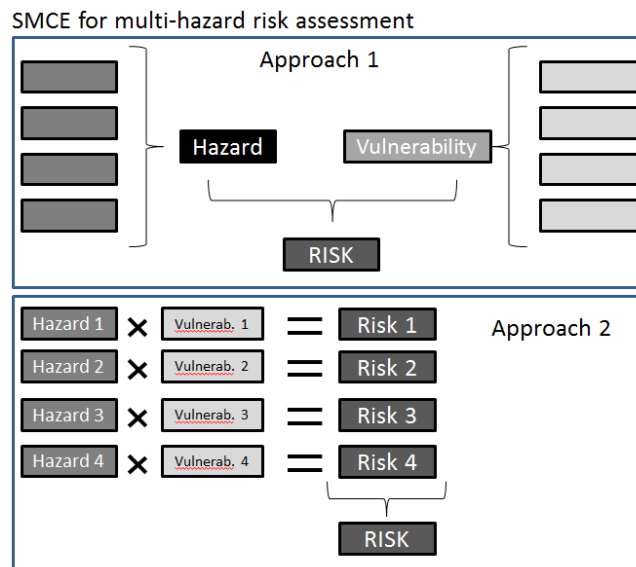 SMCE for multi-hazard risk assessment
Approach 1
Hazard
Vulnerability
RISK
Hazard 1 × Vulnerab. 1 = Risk 1
Approach 2
Hazard 2 × Vulnerab. 2 = Risk 2
Hazard 3 × Vulnerab. 3 = Risk 3
Hazard 4 × Vulnerab. 4 = Risk 4
RISK